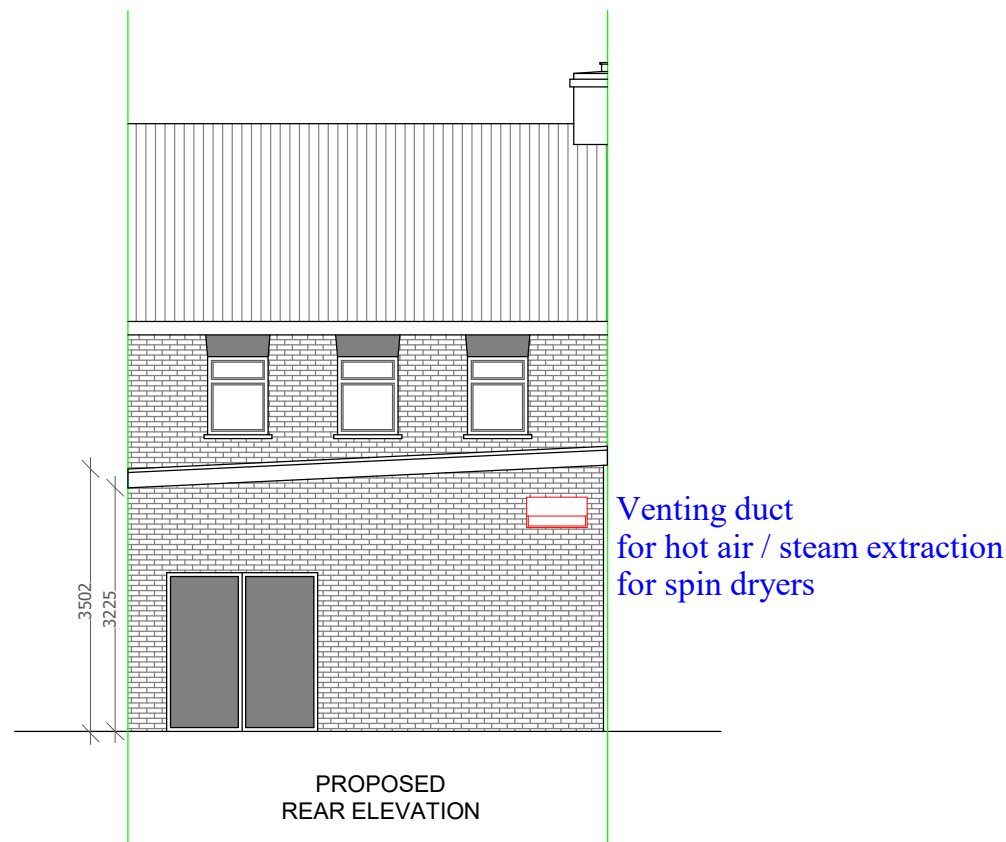 Venting duct
for hot air / steam extraction
for spin dryers
3502
3225
PROPOSED
REAR ELEVATION